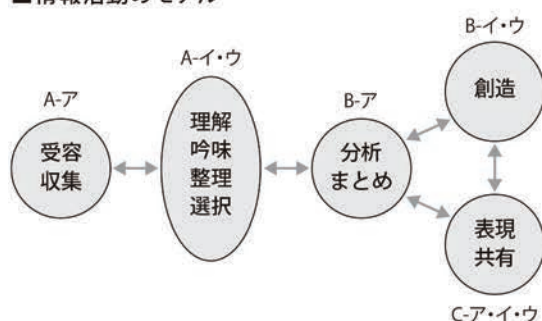 ■情報活動のモデル
A-ア
受容
収集
A-イ・ウ
理解
吟味
整理
選択
B-ア
分析
まとめ
B-イ・ウ
創造
表現
共有
C-ア・イ・ウ